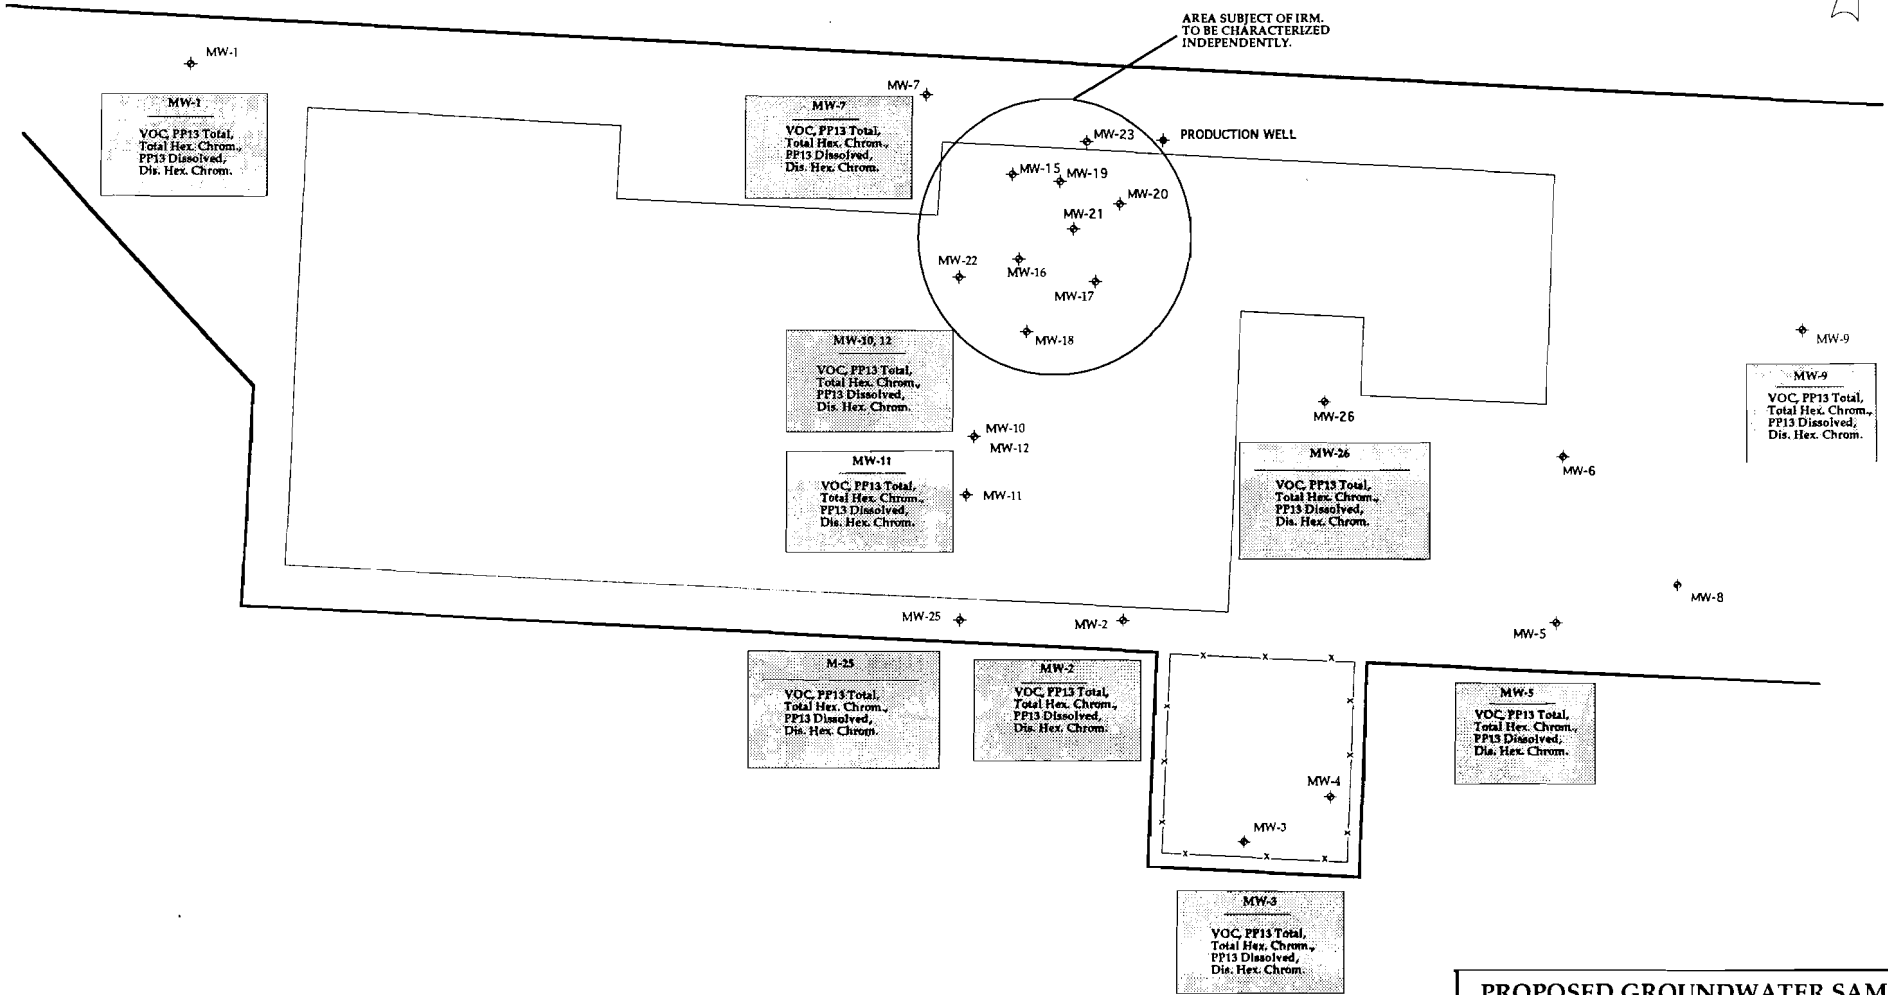 AREA SUBJECT OF IRM.
TO BE CHARACTERIZED
INDEPENDENTLY.
MW-1
MW-1
VOC, PP13 Total,
Total Hex. Chrom.,
PP13 Dissolved,
Dis. Hex. Chrom.
MW-7
MW-7
VOC, PP13 Total,
Total Hex. Chrom.,
PP13 Dissolved,
Dis. Hex. Chrom.
MW-23
PRODUCTION WELL
MW-15
MW-19
MW-20
MW-21
MW-22
MW-16
MW-17
MW-18
MW-10, 12
VOC, PP13 Total,
Total Hex. Chrom.,
PP13 Dissolved,
Dis. Hex. Chrom.
MW-10
MW-12
MW-11
VOC, PP13 Total,
Total Hex. Chrom.,
PP13 Dissolved,
Dis. Hex. Chrom.
MW-11
MW-26
MW-26
VOC, PP13 Total,
Total Hex. Chrom.,
PP13 Dissolved,
Dis. Hex. Chrom.
MW-9
MW-9
VOC, PP13 Total,
Total Hex. Chrom.,
PP13 Dissolved,
Dis. Hex. Chrom.
MW-6
MW-8
MW-5
MW-25
MW-2
M-25
VOC, PP13 Total,
Total Hex. Chrom.,
PP13 Dissolved,
Dis. Hex. Chrom.
MW-2
VOC, PP13 Total,
Total Hex. Chrom.,
PP13 Dissolved,
Dis. Hex. Chrom.
x x x
x x
x x
x x
x x x
MW-5
VOC, PP13 Total,
Total Hex. Chrom.,
PP13 Dissolved,
Dis. Hex. Chrom.
MW-4
MW-3
MW-3
VOC, PP13 Total,
Total Hex. Chrom.,
PP13 Dissolved,
Dis. Hex. Chrom.
PROPOSED GROUNDWATER SAM